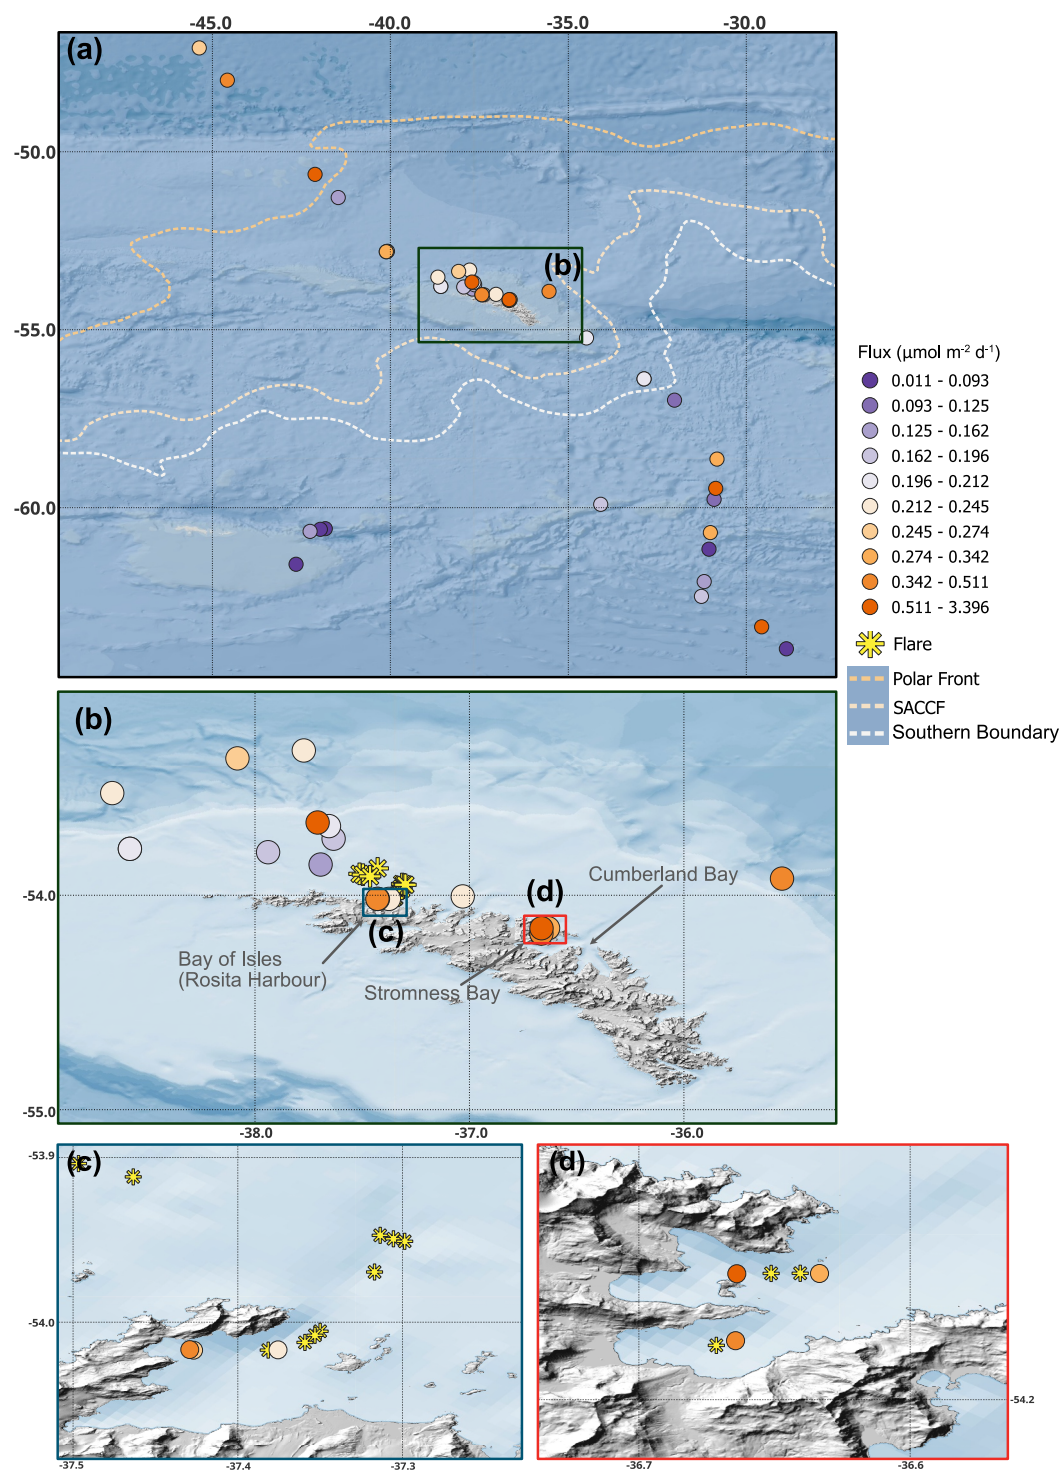 -45.0 -40.0 -35.0 -30.0
(a)
-50.0
(b)
-55.0
-60.0
Flux (μmol m⁻² d⁻¹)
0.011 - 0.093
0.093 - 0.125
0.125 - 0.162
0.162 - 0.196
0.196 - 0.212
0.212 - 0.245
0.245 - 0.274
0.274 - 0.342
0.342 - 0.511
0.511 - 3.396
Flare
Polar Front
SACCF
Southern Boundary
(b)
Cumberland Bay
(d)
-54.0
(c)
Bay of Isles
(Rosita Harbour)
Stromness Bay
-55.0
-38.0 -37.0 -36.0
(c)
-53.9
-54.0
-37.5 -37.4 -37.3
(d)
-54.2
-36.7 -36.6